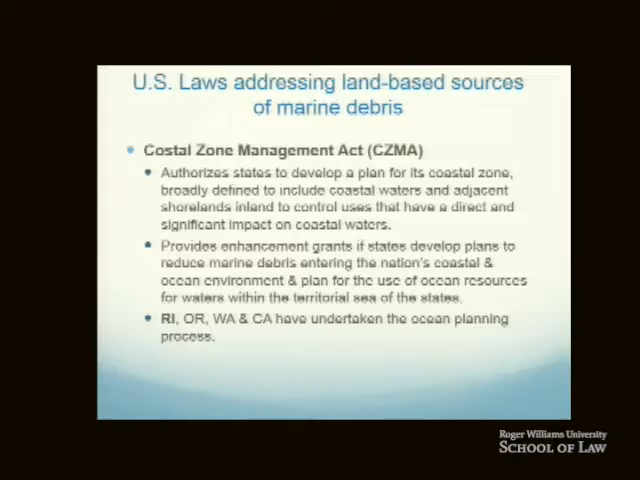 U.S. Laws addressing land-based sources
of marine debris
Costal Zone Management Act (CZMA)
Authorizes states to develop a plan for its coastal zone,
broadly defined to include coastal waters and adjacent
shorelands inland to control uses that have a direct and
significant impact on coastal waters.
Provides enhancement grants if states develop plans to
reduce marine debris entering the nation's coastal &
ocean environment & plan for the use of ocean resources
for waters within the territorial sea of the states.
RI, OR, WA & CA have undertaken the ocean planning
process.
Roger Williams University
SCHOOL OF LAW